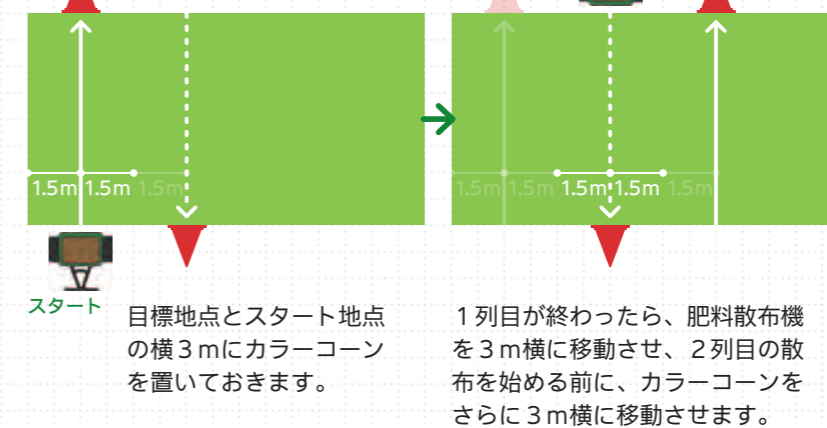 1.5m 1.5m 1.5m
1.5m 1.5m 1.5m 1.5m 1.5m
スタート
目標地点とスタート地点
の横３ｍにカラーコーン
を置いておきます。
１列目が終わったら、肥料散布機
を３ｍ横に移動させ、２列目の散
布を始める前に、カラーコーンを
さらに３ｍ横に移動させます。